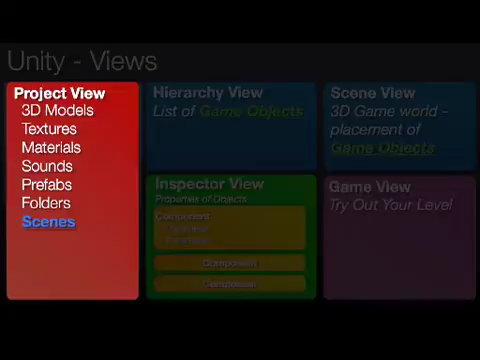 Unity - Views
Project View
3D Models
Textures
Materials
Sounds
Prefabs
Folders
Scenes
Hierarchy View
List of Game Objects
Inspector View
Properties of Objects
Component
Component
Component
Scene View
3D Game world -
placement of
Game Objects
Game View
Try Out Your Level